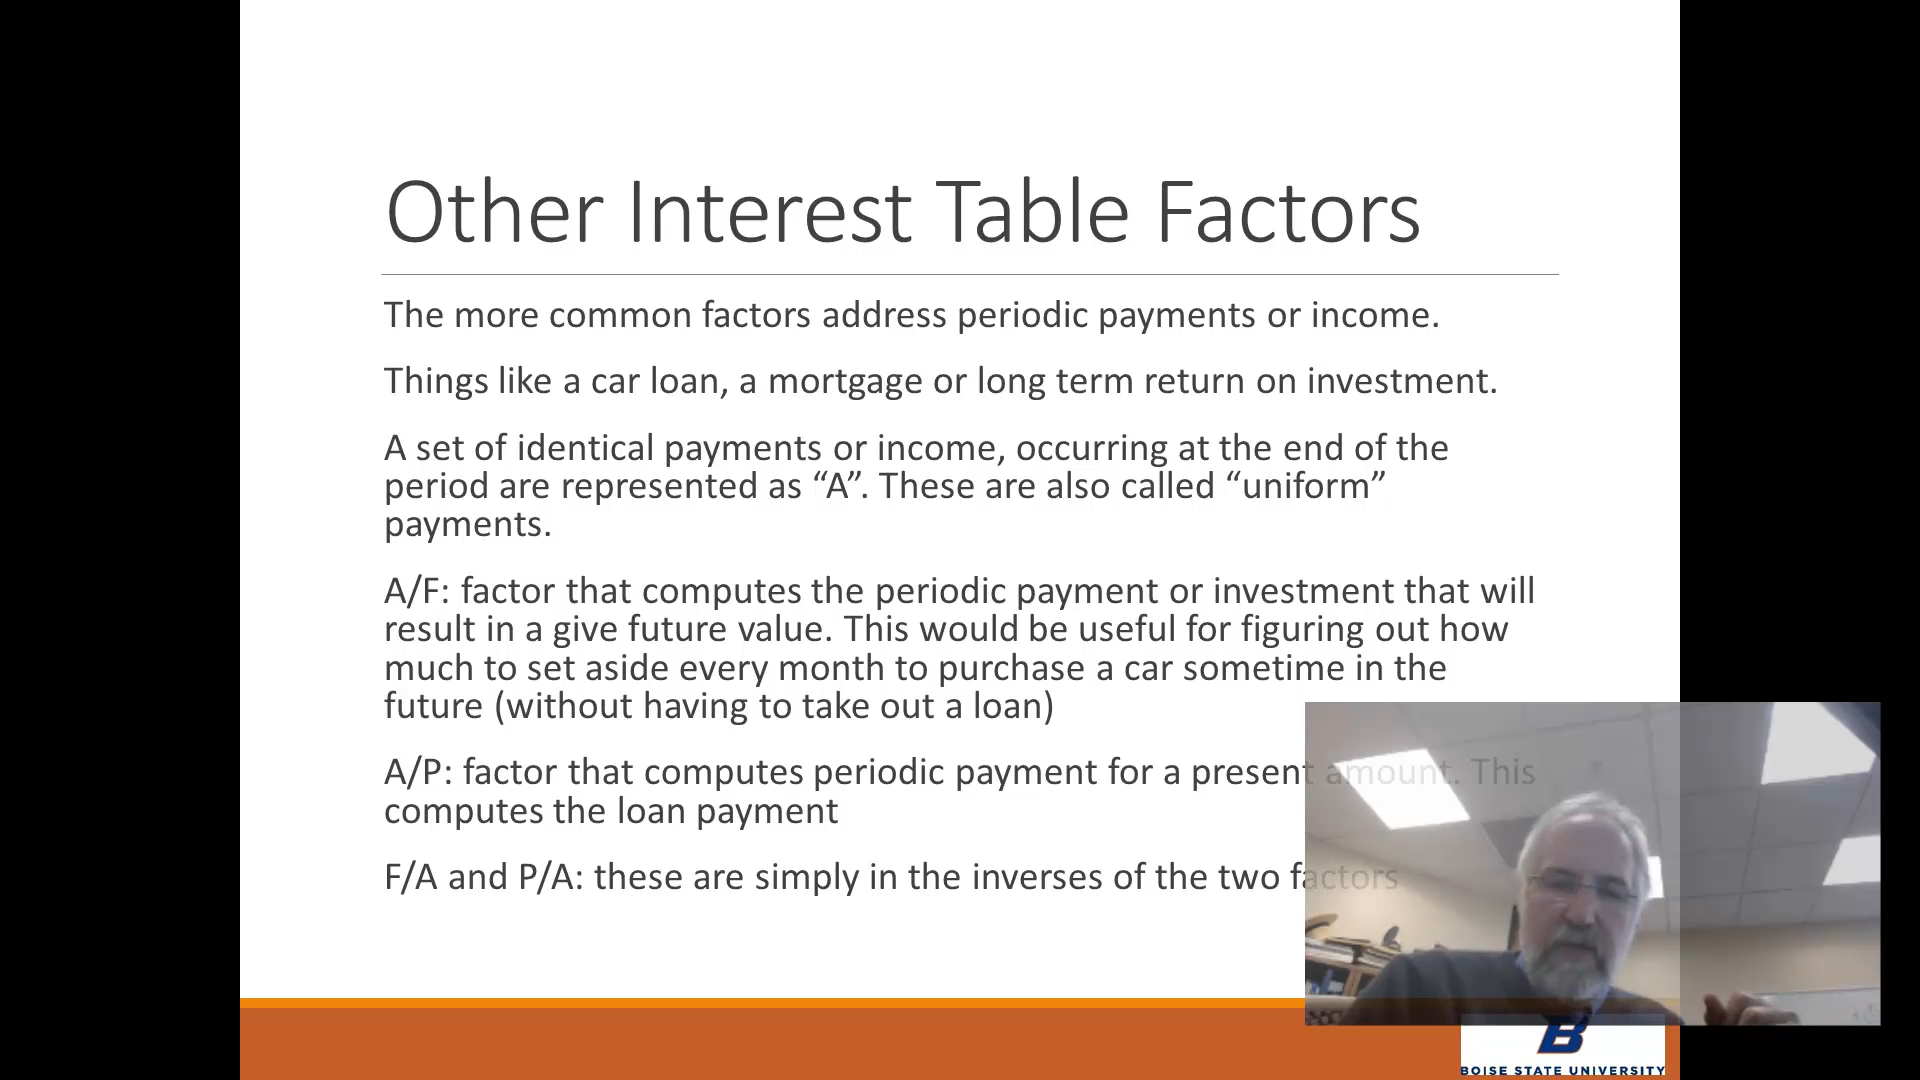 Other Interest Table Factors
The more common factors address periodic payments or income.
Things like a car loan, a mortgage or long term return on investment.
A set of identical payments or income, occurring at the end of the
period are represented as “A”. These are also called “uniform”
payments.
A/F: factor that computes the periodic payment or investment that will
result in a give future value. This would be useful for figuring out how
much to set aside every month to purchase a car sometime in the
future (without having to take out a loan)
A/P: factor that computes periodic payment for a present amount. This
computes the loan payment
F/A and P/A: these are simply in the inverses of the two factors
B
BOISE STATE UNIVERSITY